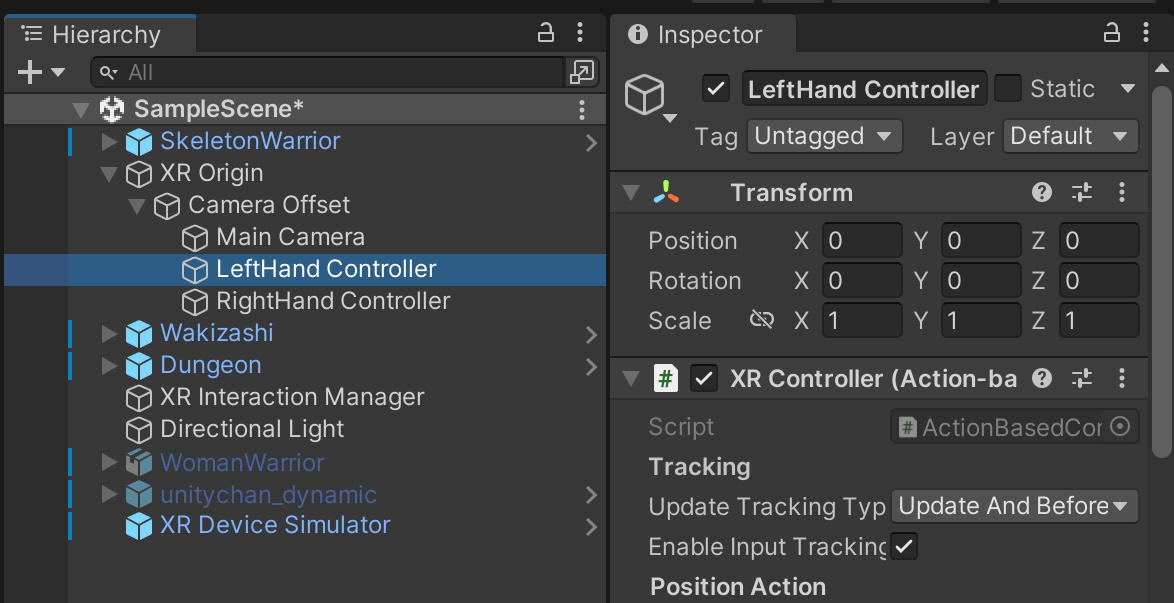 Hierarchy
All
SampleScene*
SkeletonWarrior
XR Origin
Camera Offset
Main Camera
LeftHand Controller
RightHand Controller
Wakizashi
Dungeon
XR Interaction Manager
Directional Light
WomanWarrior
unitychan_dynamic
XR Device Simulator
Inspector
LeftHand Controller Static
Tag Untagged Layer Default
Transform
Position X 0 Y 0 Z 0
Rotation X 0 Y 0 Z 0
Scale X 1 Y 1 Z 1
# XR Controller (Action-ba
Script # ActionBasedCor
Tracking
Update Tracking Typ Update And Before
Enable Input Tracking
Position Action